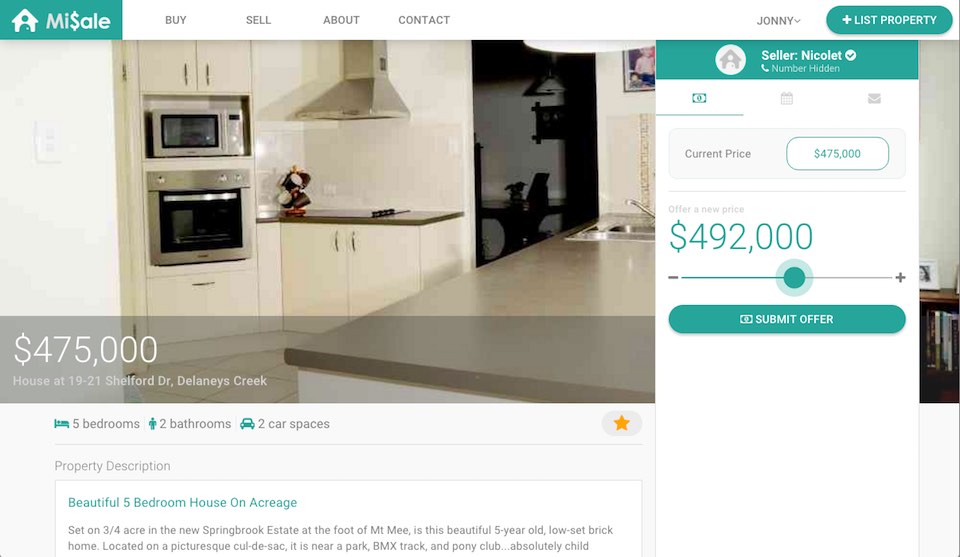 Mi$ale
BUY
SELL
ABOUT
CONTACT
JONNY
LIST PROPERTY
Seller: Nicolet
Number Hidden
Current Price
$475,000
Offer a new price
$492,000
SUBMIT OFFER
$475,000
House at 19-21 Shelford Dr, Delaneys Creek
5 bedrooms
2 bathrooms
2 car spaces
Property Description
Beautiful 5 Bedroom House On Acreage
Set on 3/4 acre in the new Springbrook Estate at the foot of Mt Mee, is this beautiful 5-year old, low-set brick
home. Located on a picturesque cul-de-sac, it is near a park, BMX track, and pony club...absolutely child